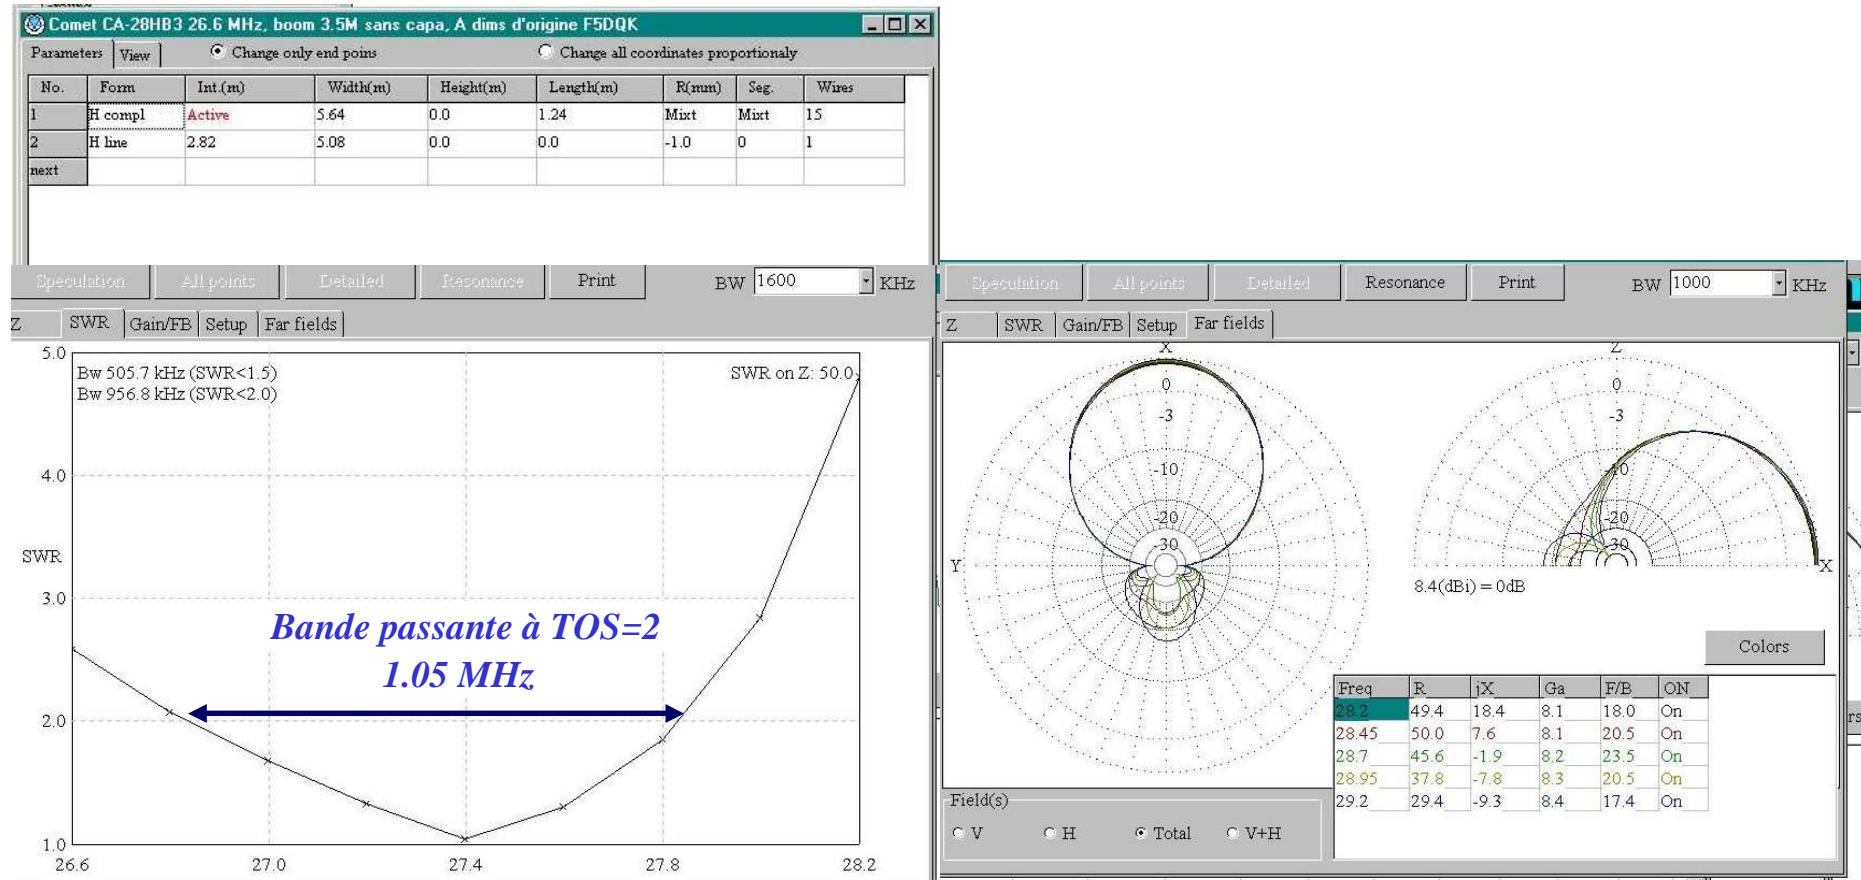 Comet CA-28HB3 26.6 MHz, boom 3.5M sans capa, A dims d'origine F5DQK
Parameters View Change only end poins Change all coordinates proportionaly
No. Form Int.(m) Width(m) Height(m) Length(m) R(mm) Seg. Wires
1 H compl Active 5.64 0.0 1.24 Mixt Mixt 15
2 H line 2.82 5.08 0.0 0.0 -1.0 0 1
next
Speculation All points Detailed Resonance Print BW 1600 KHz
Z SWR Gain/FB Setup Far fields
5.0
Bw 505.7 kHz (SWR<1.5) SWR on Z: 50.0
Bw 956.8 kHz (SWR<2.0)
4.0
SWR
3.0
Bande passante à TOS=2
1.05 MHz
2.0
1.0
26.6 27.0 27.4 27.8 28.2
Speculation All points Detailed Resonance Print BW 1000 KHz
Z SWR Gain/FB Setup Far fields
X
0
-3
-10
-20
-30
Y
Z
0
-3
-10
-20
-30
X
8.4(dBi) = 0dB
Colors
Freq R jX Ga F/B ON
28.2 49.4 18.4 8.1 18.0 On
28.45 50.0 7.6 8.1 20.5 On
28.7 45.6 -1.9 8.2 23.5 On
28.95 37.8 -7.8 8.3 20.5 On
29.2 29.4 -9.3 8.4 17.4 On
Field(s)
V H Total V+H